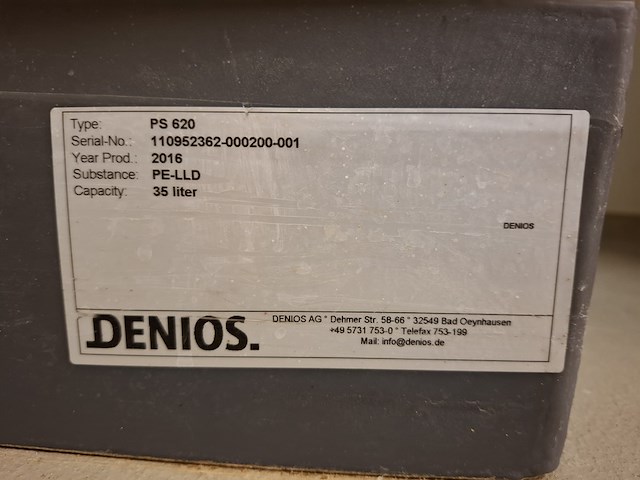 Type: PS 620
Serial-No.: 110952362-000200-001
Year Prod.: 2016
Substance: PE-LLD
Capacity: 35 liter
DENIOS
DENIOS.
DENIOS AG * Dehmer Str. 58-66 * 32549 Bad Oeynhausen
+49 5731 753-0 * Telefax 753-199
Mail: info@denios.de